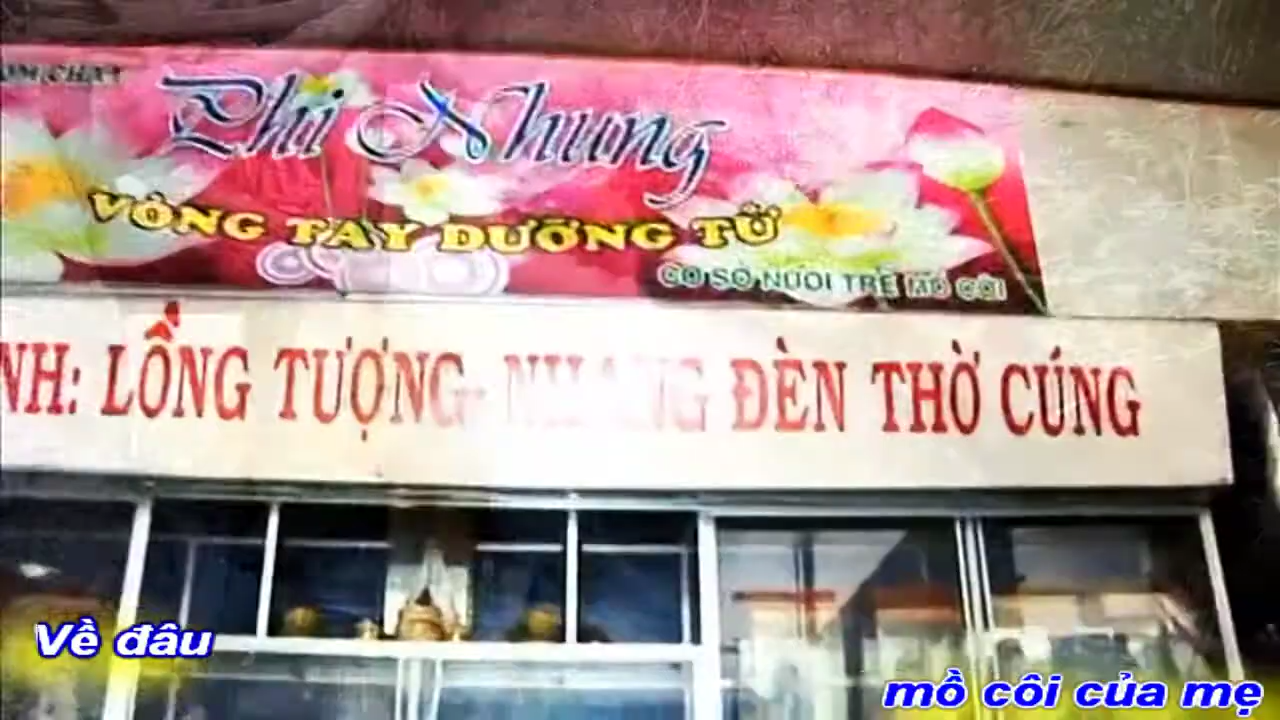 Phi Nhung
VÒNG TAY DƯỠNG TỬ
CƠ SỞ NUÔI TRẺ MỒ CÔI
NH: LỒNG TƯỢNG- NHANG ĐÈN THỜ CÚNG
Về đâu
mồ côi của mẹ